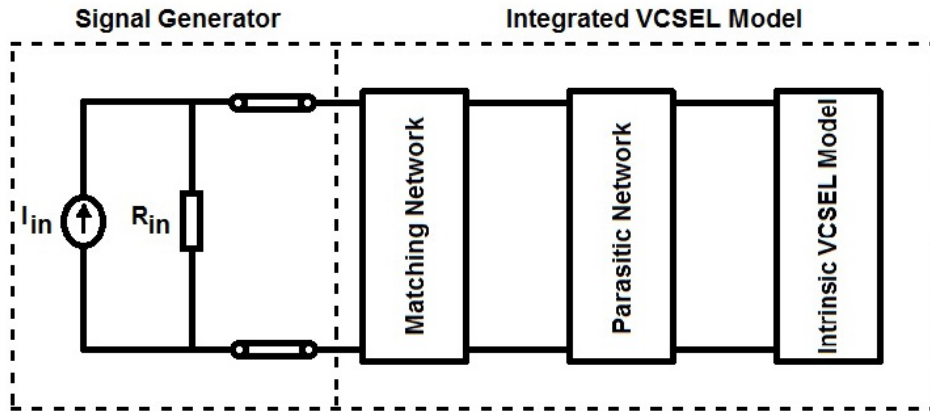 Signal Generator
Integrated VCSEL Model
Iin
Rin
Matching Network
Parasitic Network
Intrinsic VCSEL Model